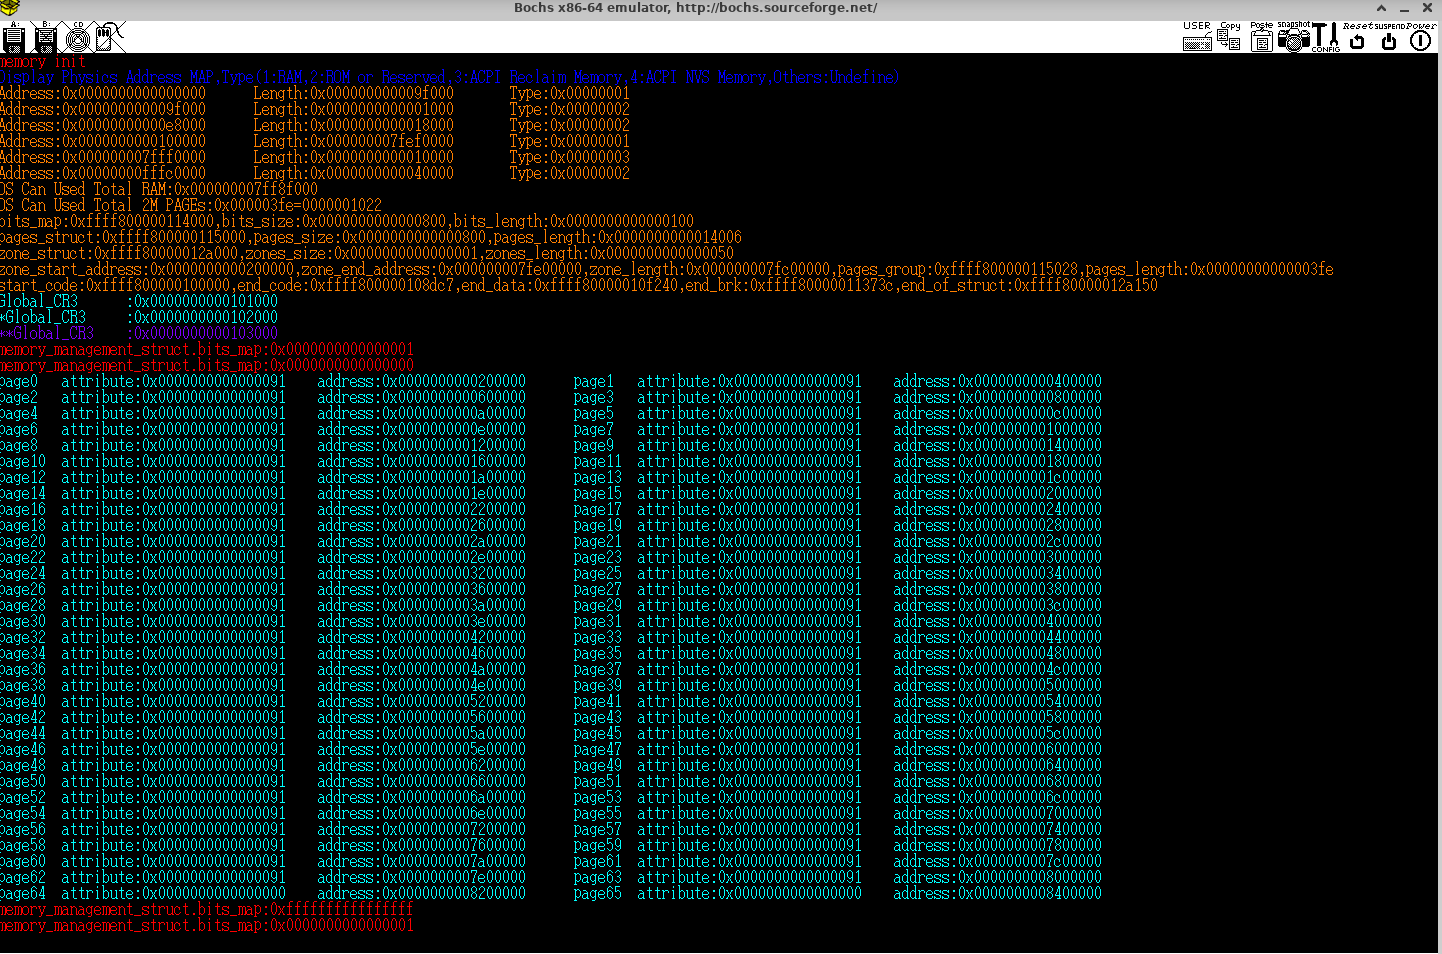 Bochs x86-64 emulator, http://bochs.sourceforge.net/
A: B: CD USER Copy Paste snapshot CONFIG Reset SUSPEND Power
memory init
Display Physics Address MAP,Type(1:RAM,2:ROM or Reserved,3:ACPI Reclaim Memory,4:ACPI NVS Memory,Others:Undefine)
Address:0x0000000000000000 Length:0x000000000009f000 Type:0x00000001
Address:0x000000000009f000 Length:0x0000000000001000 Type:0x00000002
Address:0x00000000000e8000 Length:0x0000000000018000 Type:0x00000002
Address:0x0000000000100000 Length:0x000000007fef0000 Type:0x00000001
Address:0x000000007fff0000 Length:0x0000000000010000 Type:0x00000003
Address:0x00000000fffc0000 Length:0x0000000000040000 Type:0x00000002
OS Can Used Total RAM:0x000000007ff8f000
OS Can Used Total 2M PAGEs:0x000003fe=0000001022
bits_map:0xffff800000114000,bits_size:0x0000000000000800,bits_length:0x0000000000000100
pages_struct:0xffff800000115000,pages_size:0x0000000000000800,pages_length:0x0000000000014006
zone_struct:0xffff80000012a000,zones_size:0x0000000000000001,zones_length:0x0000000000000050
zone_start_address:0x0000000000200000,zone_end_address:0x000000007fe00000,zone_length:0x000000007fc00000,pages_group:0xffff800000115028,pages_length:0x00000000000003fe
start_code:0xffff800000100000,end_code:0xffff800000108dc7,end_data:0xffff80000010f240,end_brk:0xffff80000011373c,end_of_struct:0xffff80000012a150
Global_CR3 :0x0000000000101000
*Global_CR3 :0x0000000000102000
**Global_CR3 :0x0000000000103000
memory_management_struct.bits_map:0x0000000000000001
memory_management_struct.bits_map:0x0000000000000000
page0 attribute:0x0000000000000091 address:0x0000000000200000 page1 attribute:0x0000000000000091 address:0x0000000000400000
page2 attribute:0x0000000000000091 address:0x0000000000600000 page3 attribute:0x0000000000000091 address:0x0000000000800000
page4 attribute:0x0000000000000091 address:0x0000000000a00000 page5 attribute:0x0000000000000091 address:0x0000000000c00000
page6 attribute:0x0000000000000091 address:0x0000000000e00000 page7 attribute:0x0000000000000091 address:0x0000000001000000
page8 attribute:0x0000000000000091 address:0x0000000001200000 page9 attribute:0x0000000000000091 address:0x0000000001400000
page10 attribute:0x0000000000000091 address:0x0000000001600000 page11 attribute:0x0000000000000091 address:0x0000000001800000
page12 attribute:0x0000000000000091 address:0x0000000001a00000 page13 attribute:0x0000000000000091 address:0x0000000001c00000
page14 attribute:0x0000000000000091 address:0x0000000001e00000 page15 attribute:0x0000000000000091 address:0x0000000002000000
page16 attribute:0x0000000000000091 address:0x0000000002200000 page17 attribute:0x0000000000000091 address:0x0000000002400000
page18 attribute:0x0000000000000091 address:0x0000000002600000 page19 attribute:0x0000000000000091 address:0x0000000002800000
page20 attribute:0x0000000000000091 address:0x0000000002a00000 page21 attribute:0x0000000000000091 address:0x0000000002c00000
page22 attribute:0x0000000000000091 address:0x0000000002e00000 page23 attribute:0x0000000000000091 address:0x0000000003000000
page24 attribute:0x0000000000000091 address:0x0000000003200000 page25 attribute:0x0000000000000091 address:0x0000000003400000
page26 attribute:0x0000000000000091 address:0x0000000003600000 page27 attribute:0x0000000000000091 address:0x0000000003800000
page28 attribute:0x0000000000000091 address:0x0000000003a00000 page29 attribute:0x0000000000000091 address:0x0000000003c00000
page30 attribute:0x0000000000000091 address:0x0000000003e00000 page31 attribute:0x0000000000000091 address:0x0000000004000000
page32 attribute:0x0000000000000091 address:0x0000000004200000 page33 attribute:0x0000000000000091 address:0x0000000004400000
page34 attribute:0x0000000000000091 address:0x0000000004600000 page35 attribute:0x0000000000000091 address:0x0000000004800000
page36 attribute:0x0000000000000091 address:0x0000000004a00000 page37 attribute:0x0000000000000091 address:0x0000000004c00000
page38 attribute:0x0000000000000091 address:0x0000000004e00000 page39 attribute:0x0000000000000091 address:0x0000000005000000
page40 attribute:0x0000000000000091 address:0x0000000005200000 page41 attribute:0x0000000000000091 address:0x0000000005400000
page42 attribute:0x0000000000000091 address:0x0000000005600000 page43 attribute:0x0000000000000091 address:0x0000000005800000
page44 attribute:0x0000000000000091 address:0x0000000005a00000 page45 attribute:0x0000000000000091 address:0x0000000005c00000
page46 attribute:0x0000000000000091 address:0x0000000005e00000 page47 attribute:0x0000000000000091 address:0x0000000006000000
page48 attribute:0x0000000000000091 address:0x0000000006200000 page49 attribute:0x0000000000000091 address:0x0000000006400000
page50 attribute:0x0000000000000091 address:0x0000000006600000 page51 attribute:0x0000000000000091 address:0x0000000006800000
page52 attribute:0x0000000000000091 address:0x0000000006a00000 page53 attribute:0x0000000000000091 address:0x0000000006c00000
page54 attribute:0x0000000000000091 address:0x0000000006e00000 page55 attribute:0x0000000000000091 address:0x0000000007000000
page56 attribute:0x0000000000000091 address:0x0000000007200000 page57 attribute:0x0000000000000091 address:0x0000000007400000
page58 attribute:0x0000000000000091 address:0x0000000007600000 page59 attribute:0x0000000000000091 address:0x0000000007800000
page60 attribute:0x0000000000000091 address:0x0000000007a00000 page61 attribute:0x0000000000000091 address:0x0000000007c00000
page62 attribute:0x0000000000000091 address:0x0000000007e00000 page63 attribute:0x0000000000000091 address:0x0000000008000000
page64 attribute:0x0000000000000000 address:0x0000000008200000 page65 attribute:0x0000000000000000 address:0x0000000008400000
memory_management_struct.bits_map:0xffffffffffffffff
memory_management_struct.bits_map:0x0000000000000001